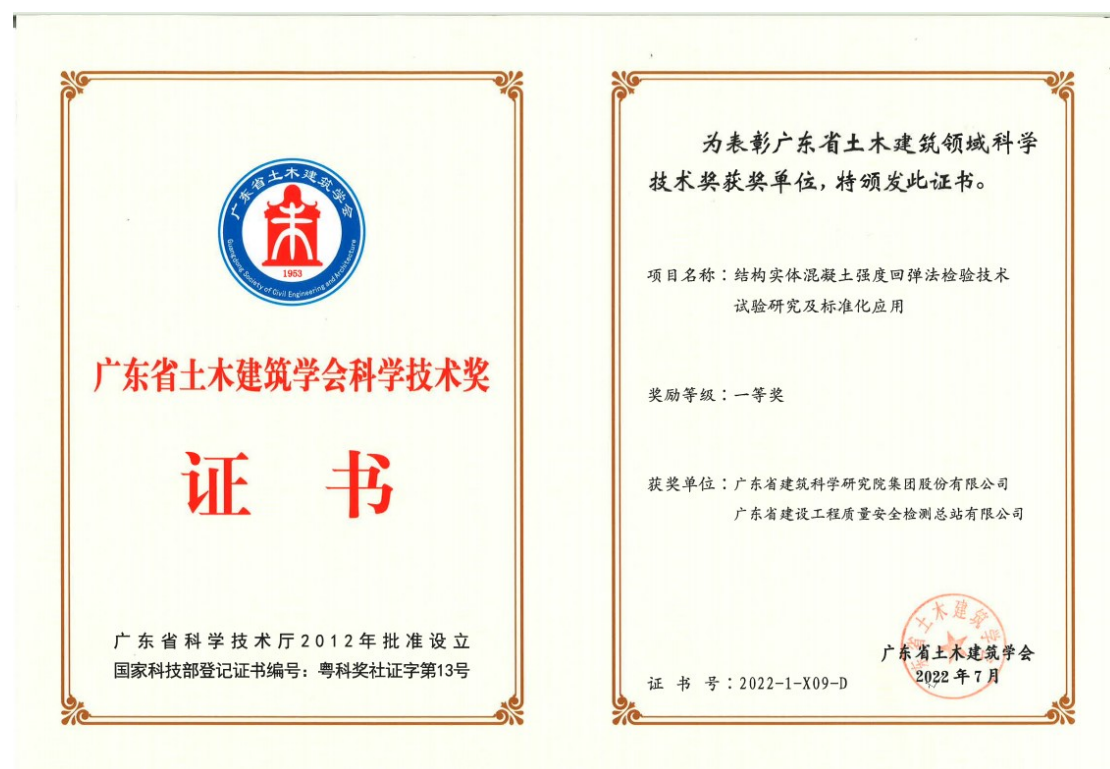 广东省土木建筑学会
1953
Guangdong Society of Civil Engineering and Architecture
广东省土木建筑学会科学技术奖
证 书
广东省科学技术厅2012年批准设立
国家科技部登记证书编号：粤科奖社证字第13号
为表彰广东省土木建筑领域科学
技术奖获奖单位，特颁发此证书。
项目名称：结构实体混凝土强度回弹法检验技术
试验研究及标准化应用
奖励等级：一等奖
获奖单位：广东省建筑科学研究院集团股份有限公司
广东省建设工程质量安全检测总站有限公司
广东省土木建筑学会
广东省土木建筑学会
2022年7月
证 书 号：2022-1-X09-D